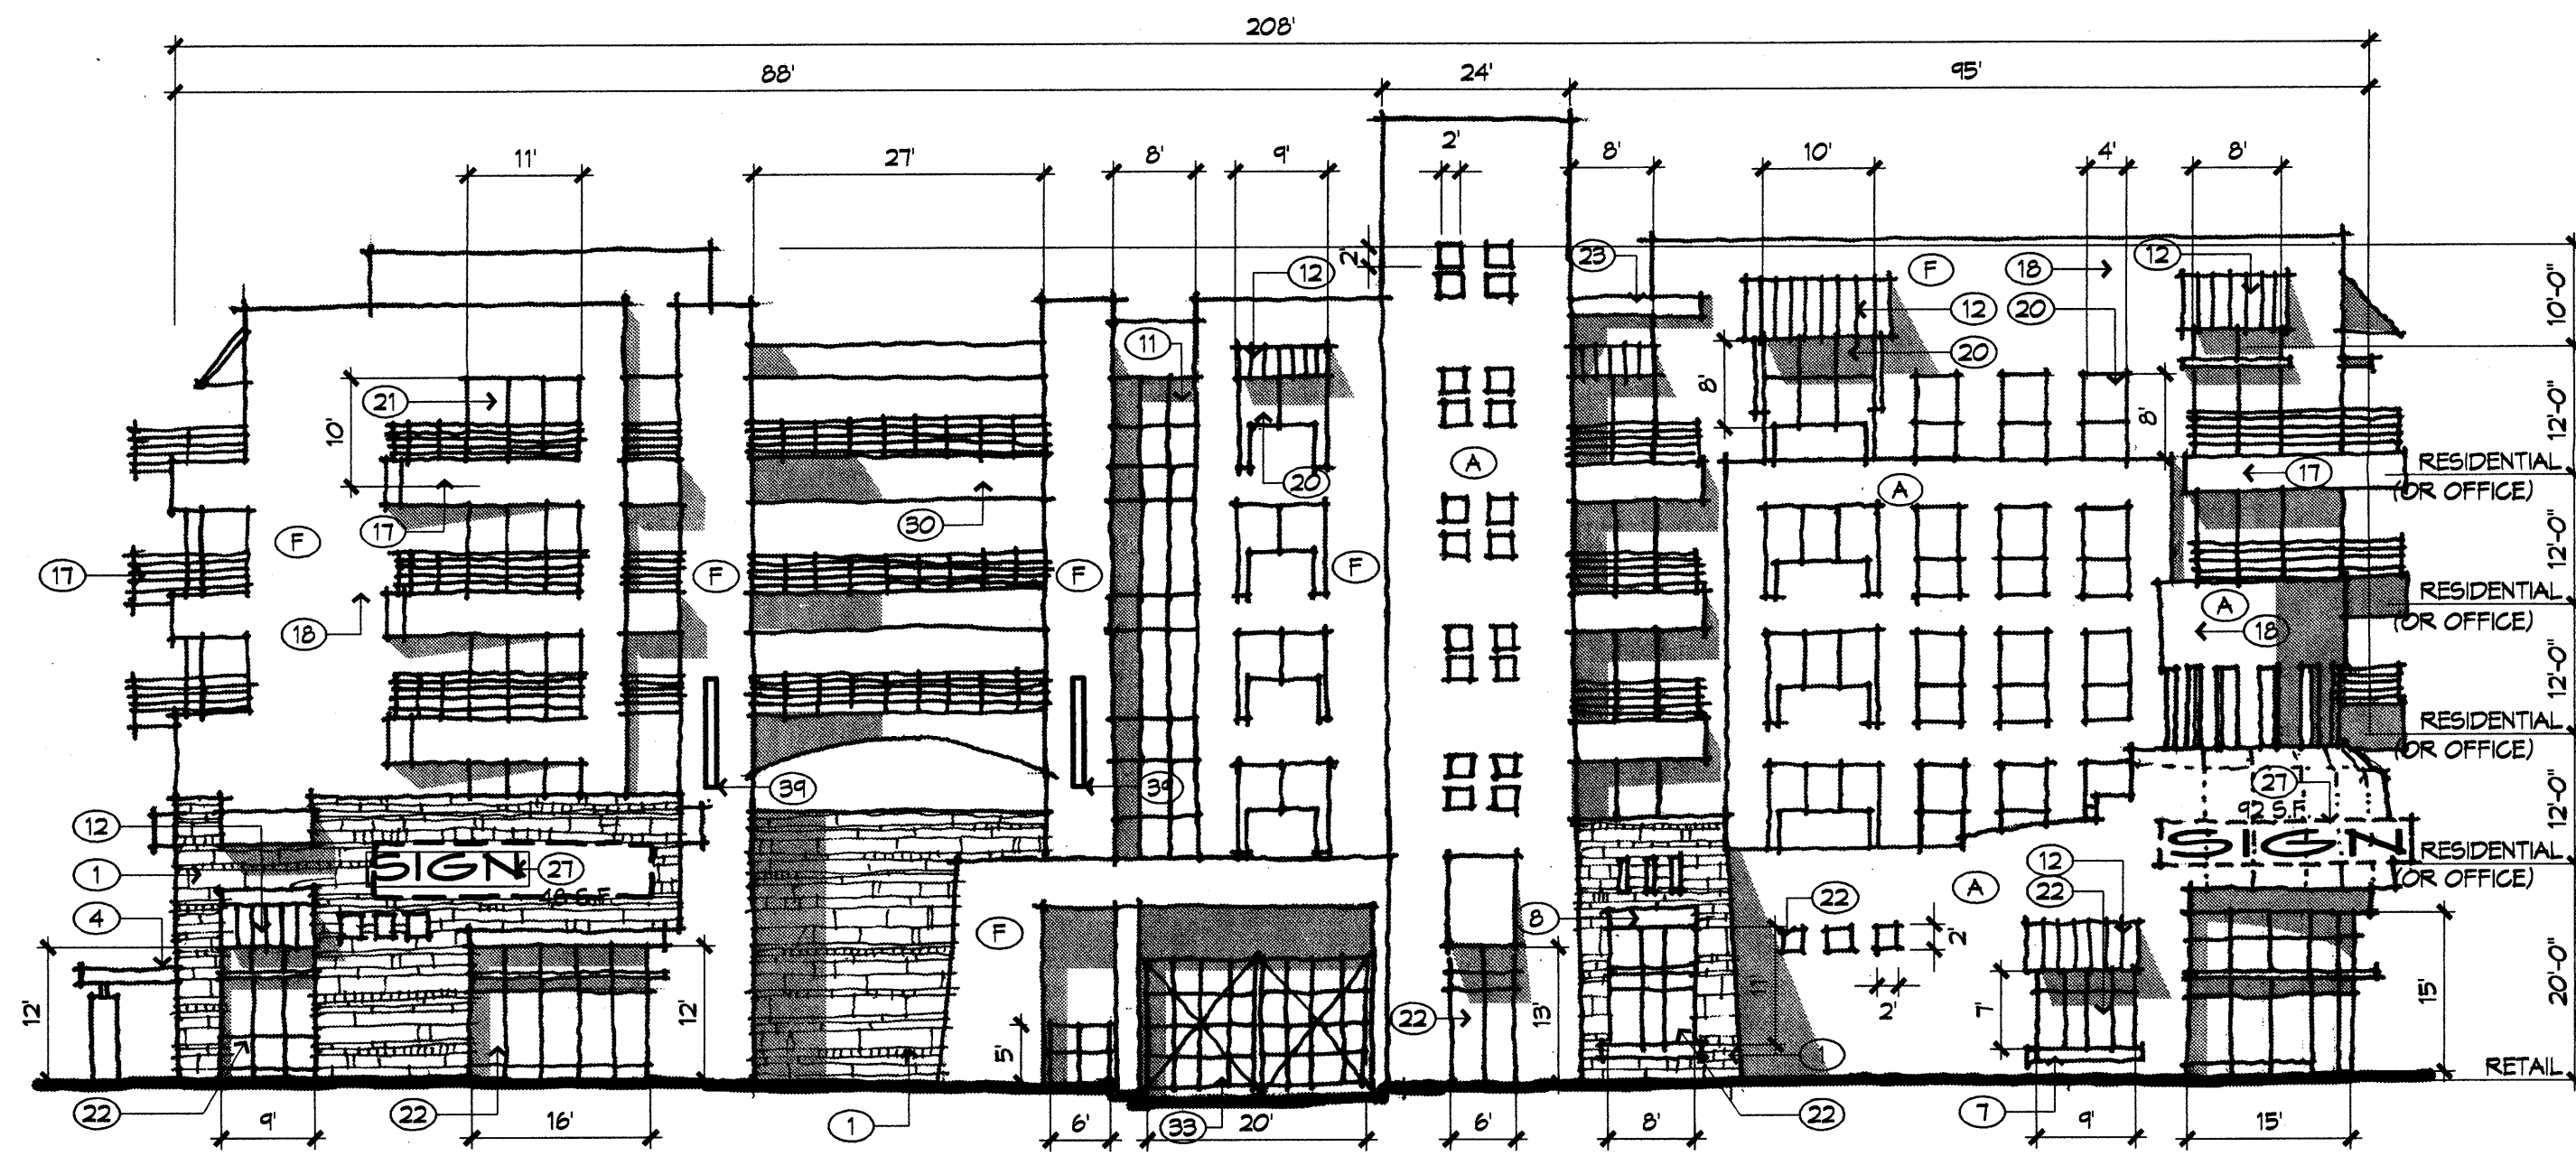 208'
88' 24' 95'
11' 27' 8' 9' 2' 8' 10' 4' 8'
2' 12 23 F 18 12
12 20 10'-0"
11 20
21 8' 8' 12'-0"
10' A RESIDENTIAL
20 17
17 30 A (OR OFFICE)
F 12'-0"
17 F F F
RESIDENTIAL
18 A (OR OFFICE)
18
12'-0"
RESIDENTIAL
(OR OFFICE)
39 39 27
92 S.F. 12'-0"
12 SIGN
1 SIGN 27 12 RESIDENTIAL
A 22 (OR OFFICE)
48 S.F.
4 F 8 22
2'
12' 12' 5' 13' 11' 2' 7' 15' 20'-0"
22
RETAIL
22 22 1 33 22 7
9' 16' 6' 20' 6' 8' 9' 15'